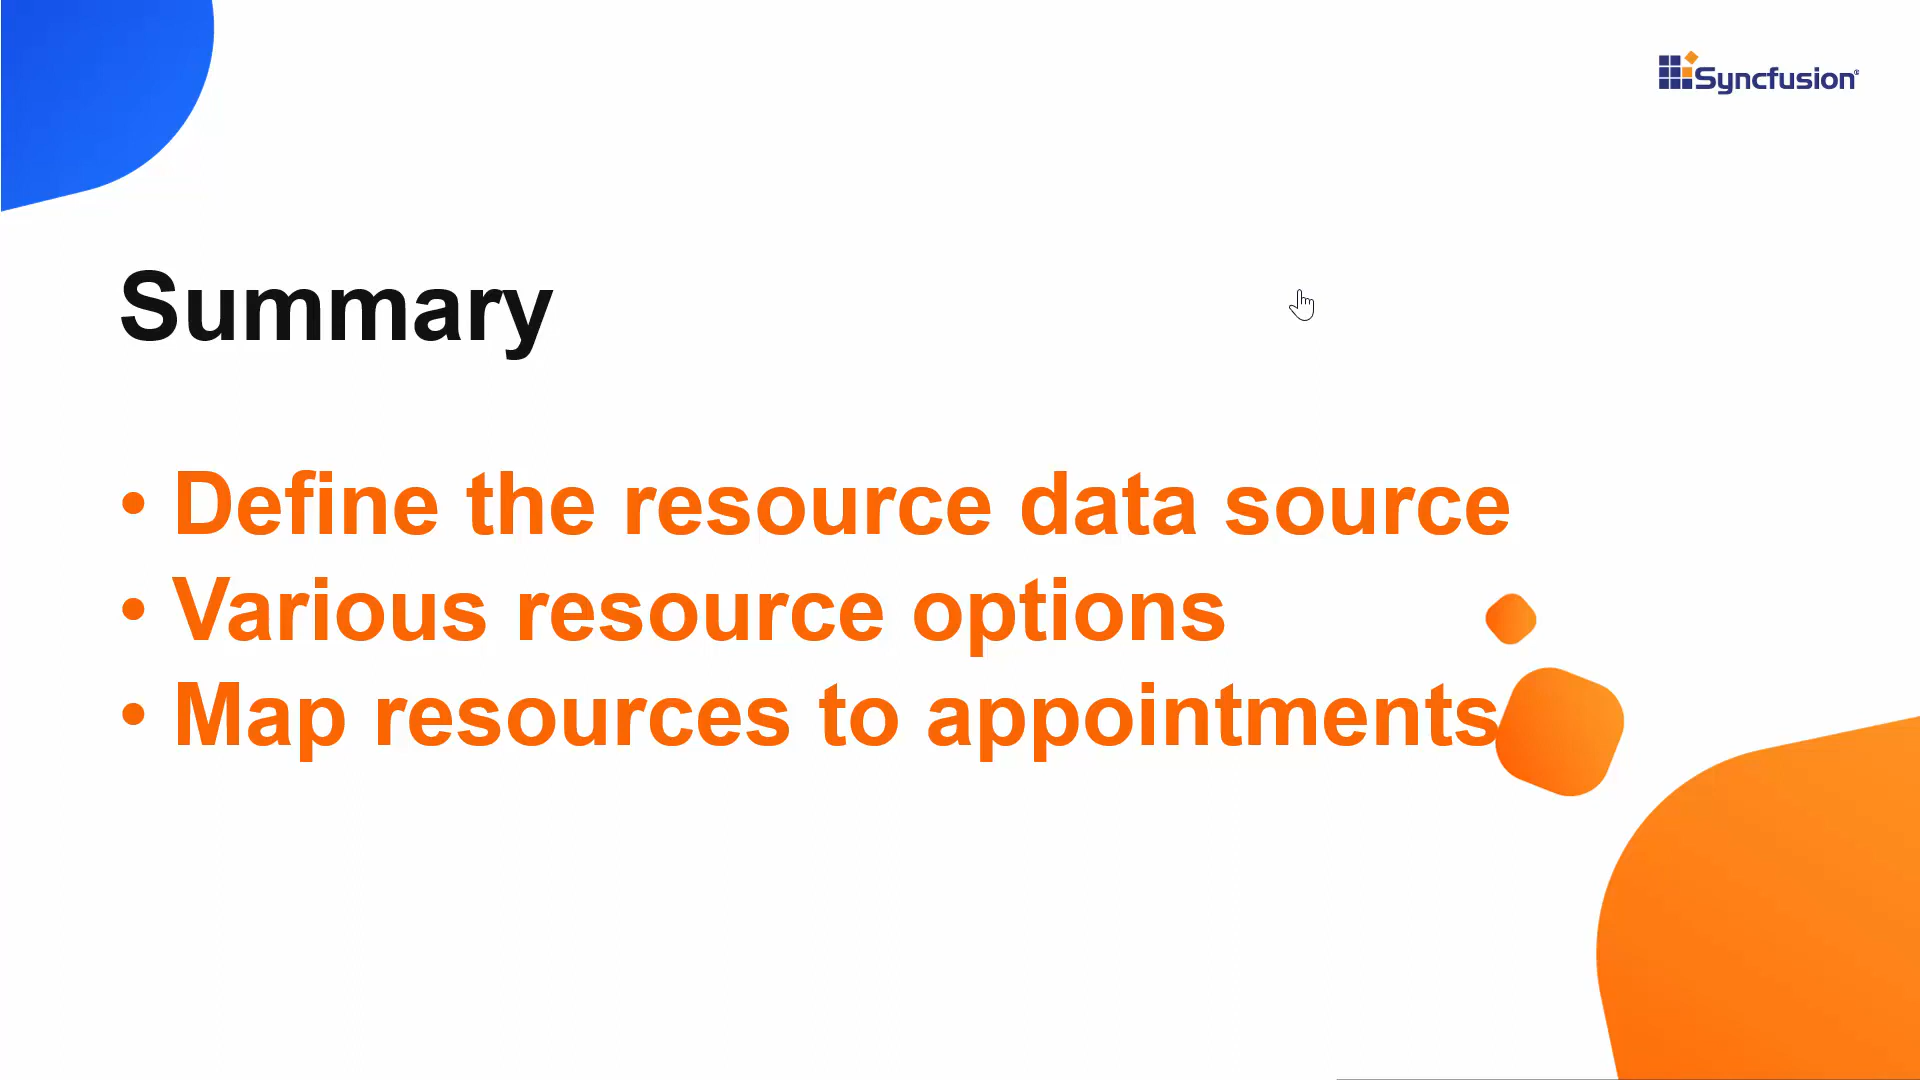 Syncfusion
Summary
• Define the resource data source
• Various resource options
• Map resources to appointments